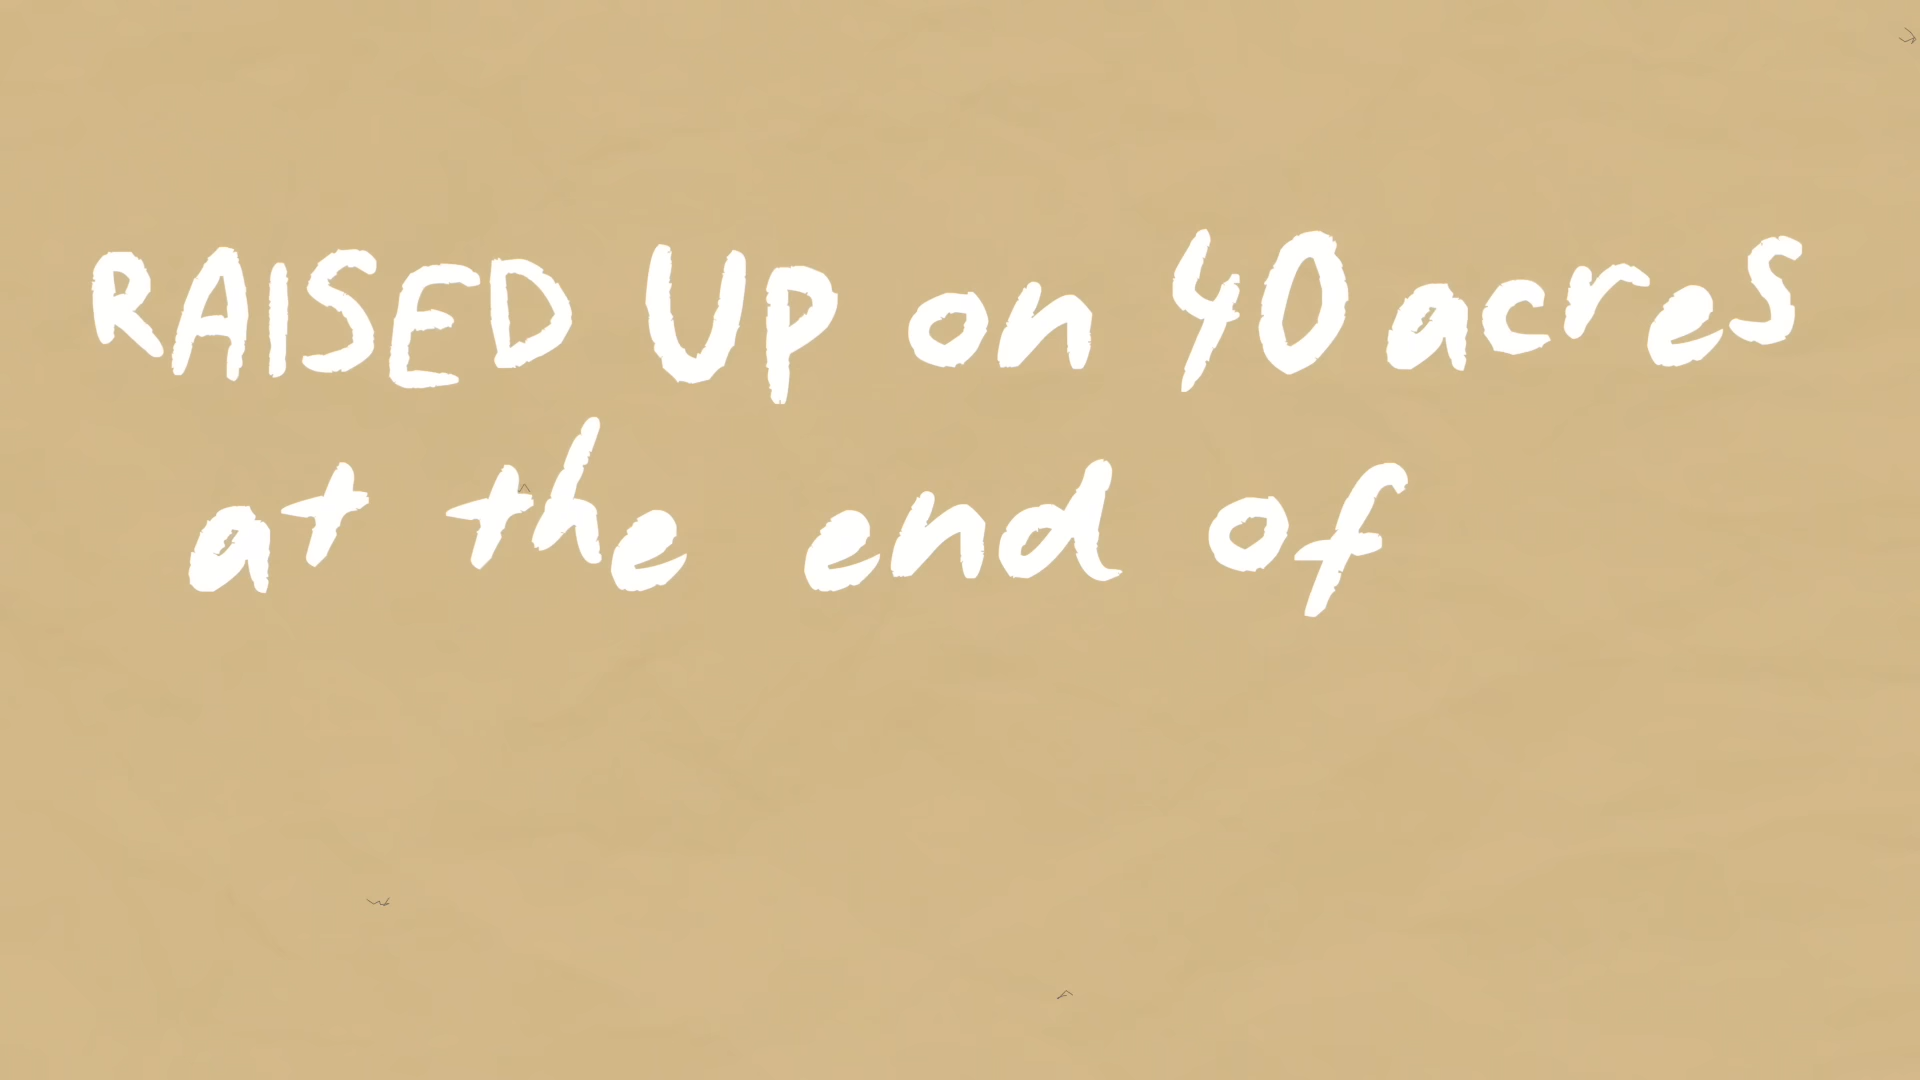 RAISED UP on 40 acres
at the end of